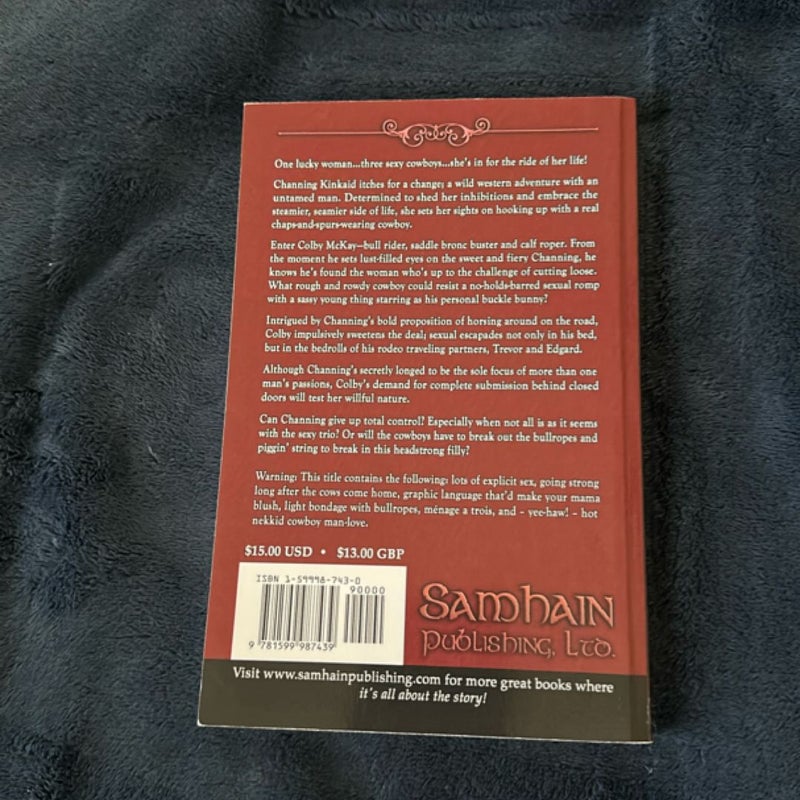 One lucky woman...three sexy cowboys...she's in for the ride of her life!
Channing Kinkaid itches for a change; a wild western adventure with an
untamed man. Determined to shed her inhibitions and embrace the
steamier, seamier side of life, she sets her sights on hooking up with a real
chaps-and-spurs-wearing cowboy.
Enter Colby McKay—bull rider, saddle bronc buster and calf roper. From
the moment he sets lust-filled eyes on the sweet and fiery Channing, he
knows he's found the woman who's up to the challenge of cutting loose.
What rough and rowdy cowboy could resist a no-holds-barred sexual romp
with a sassy young thing starring as his personal buckle bunny?
Intrigued by Channing's bold proposition of horsing around on the road,
Colby impulsively sweetens the deal; sexual escapades not only in his bed,
but in the bedrolls of his rodeo traveling partners, Trevor and Edgard.
Although Channing's secretly longed to be the sole focus of more than one
man's passions, Colby's demand for complete submission behind closed
doors will test her willful nature.
Can Channing give up total control? Especially when not all is as it seems
with the sexy trio? Or will the cowboys have to break out the bullropes and
piggin' string to break in this headstrong filly?
Warning: This title contains the following: lots of explicit sex, going strong
long after the cows come home, graphic language that'd make your mama
blush, light bondage with bullropes, ménage a trois, and - yee-haw! - hot
nekkid cowboy man-love.
$15.00 USD • $13.00 GBP
ISBN 1-59998-743-0
90000
9 781599 987439
Samhain
Publishing, Ltd.
Visit www.samhainpublishing.com for more great books where
it's all about the story!